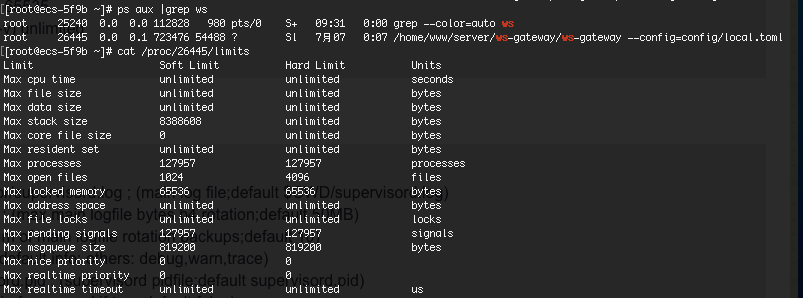 [[root@ecs-5f9b ~]# ps aux |grep ws
root     25240  0.0  0.0 112828   980 pts/0    S+   09:31   0:00 grep --color=auto ws
root     26445  0.0  0.1 723476 54488 ?        Sl   7月07   0:07 /home/www/server/ws-gateway/ws-gateway --config=config/local.toml
[[root@ecs-5f9b ~]# cat /proc/26445/limits
Limit                     Soft Limit           Hard Limit           Units
Max cpu time              unlimited            unlimited            seconds
Max file size             unlimited            unlimited            bytes
Max data size             unlimited            unlimited            bytes
Max stack size            8388608              unlimited            bytes
Max core file size        0                    unlimited            bytes
Max resident set          unlimited            unlimited            bytes
Max processes             127957               127957               processes
Max open files            1024                 4096                 files
Max locked memory         65536                65536                bytes
Max address space         unlimited            unlimited            bytes
Max file locks            unlimited            unlimited            locks
Max pending signals       127957               127957               signals
Max msgqueue size         819200               819200               bytes
Max nice priority         0                    0
Max realtime priority     0                    0
Max realtime timeout      unlimited            unlimited            us